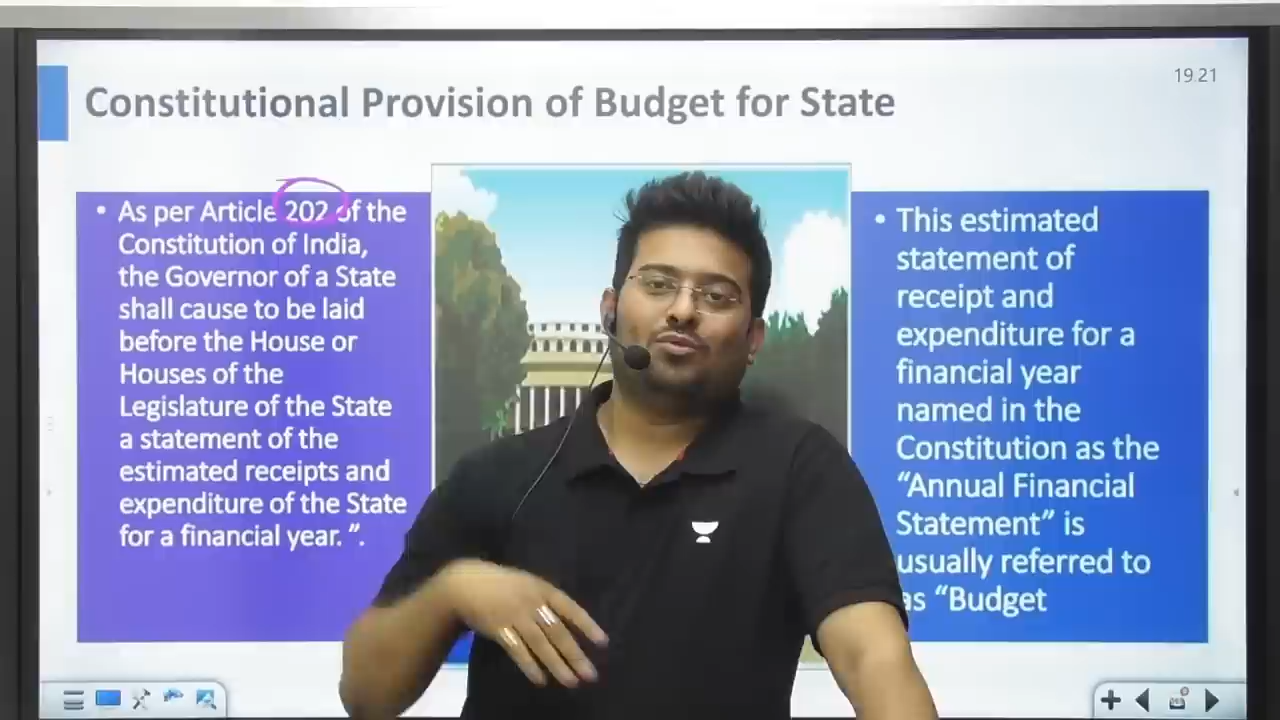 19 21
Constitutional Provision of Budget for State
• As per Article 202 of the
Constitution of India,
the Governor of a State
shall cause to be laid
before the House or
Houses of the
Legislature of the State
a statement of the
estimated receipts and
expenditure of the State
for a financial year. ”.
• This estimated
statement of
receipt and
expenditure for a
financial year
named in the
Constitution as the
“Annual Financial
Statement” is
usually referred to
as “Budget